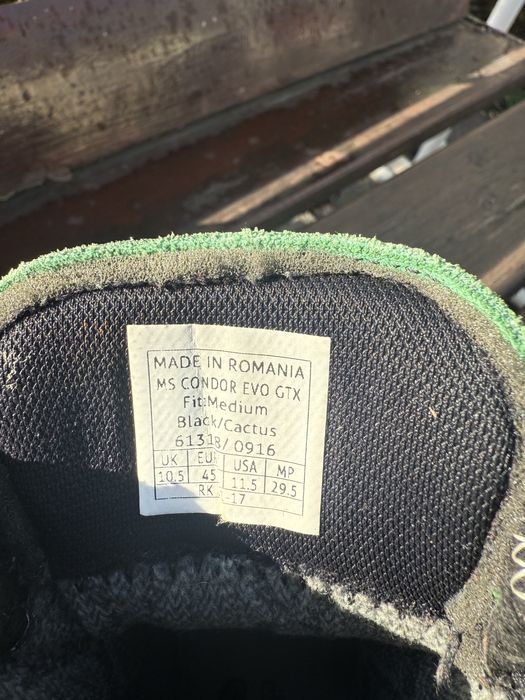 MADE IN ROMANIA
MS CONDOR EVO GTX
Fit:Medium
Black/Cactus
61318/ 0916
UK EU USA MP
10.5 45 11.5 29.5
RK -17